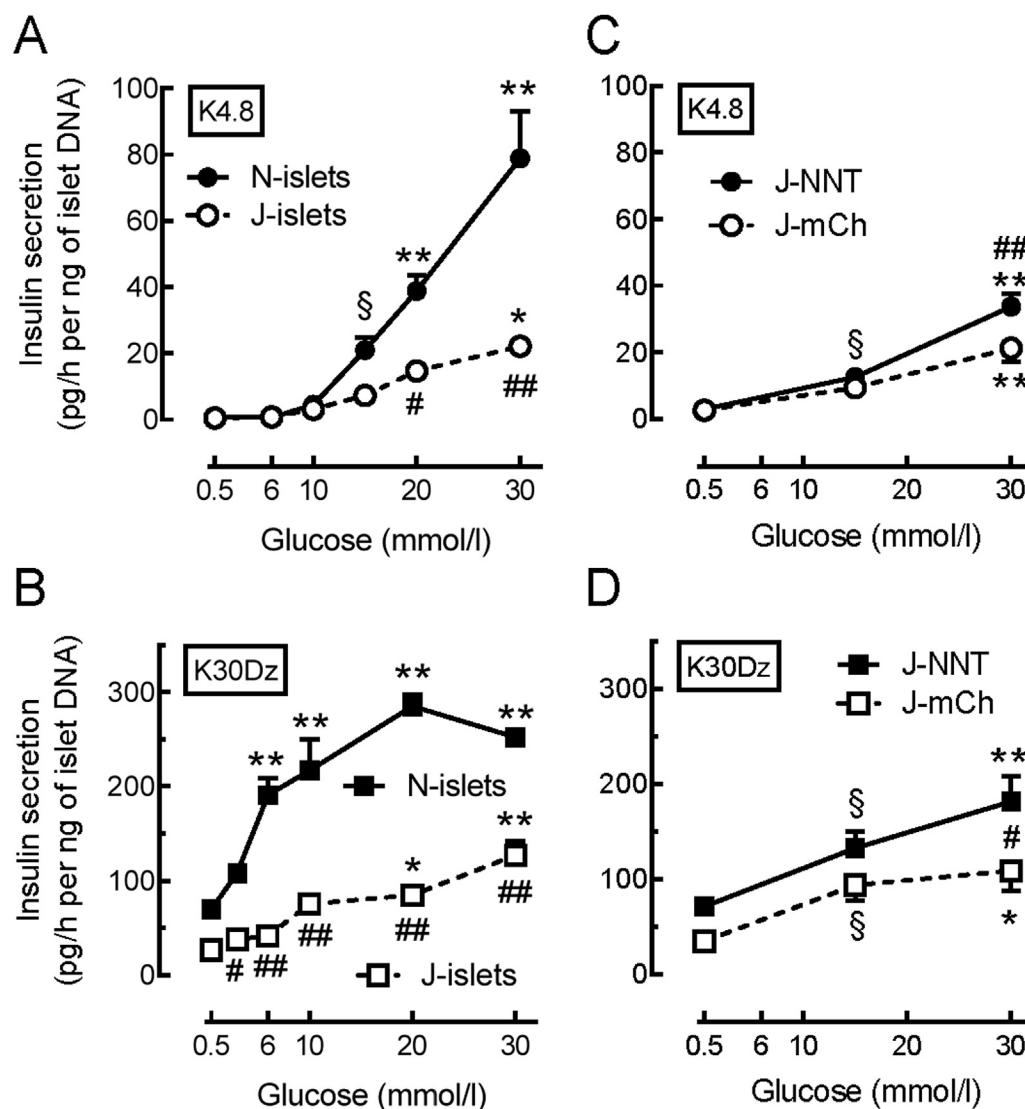 A
Insulin secretion
(pg/h per ng of islet DNA)
100
80
60
40
20
0
K4.8
N-islets
J-islets
**
**
§
*
#
##
0.5 6 10 20 30
Glucose (mmol/l)
C
100
80
60
40
20
0
K4.8
J-NNT
J-mCh
##
**
§
**
0.5 6 10 20 30
Glucose (mmol/l)
B
Insulin secretion
(pg/h per ng of islet DNA)
300
200
100
0
K30Dz
**
**
**
**
N-islets
**
*
# ## ## ## ##
J-islets
0.5 6 10 20 30
Glucose (mmol/l)
D
300
200
100
0
K30Dz
J-NNT
J-mCh
**
§
#
§
*
0.5 6 10 20 30
Glucose (mmol/l)